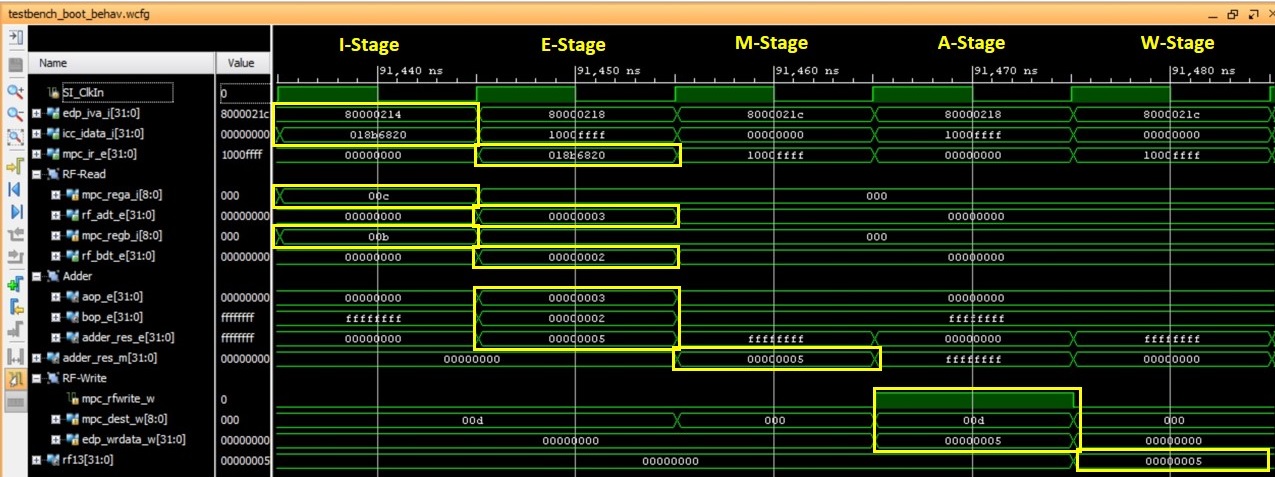 testbench_boot_behav.wcfg
I-Stage E-Stage M-Stage A-Stage W-Stage
Name Value 91,440 ns 91,450 ns 91,460 ns 91,470 ns 91,480 ns
SI_ClkIn 0
edp_iva_i[31:0] 8000021c 80000214 80000218 8000021c 80000218 8000021c
icc_idata_i[31:0] 00000000 018b6820 1000ffff 00000000 1000ffff 00000000
mpc_ir_e[31:0] 1000ffff 00000000 018b6820 1000ffff 00000000 1000ffff
RF-Read
mpc_rega_i[8:0] 000 00c 000
rf_adt_e[31:0] 00000000 00000000 00000003 00000000
mpc_regb_i[8:0] 000 00b 000
rf_bdt_e[31:0] 00000000 00000000 00000002 00000000
Adder
aop_e[31:0] 00000000 00000000 00000003 00000000
bop_e[31:0] ffffffff ffffffff 00000002 ffffffff
adder_res_e[31:0] ffffffff 00000000 00000005 ffffffff 00000000 ffffffff
adder_res_m[31:0] 00000000 00000000 00000005 ffffffff 00000000
RF-Write
mpc_rfwrite_w 0
mpc_dest_w[8:0] 000 00d 000 00d 000
edp_wrdata_w[31:0] 00000000 00000000 00000005 00000000
rf13[31:0] 00000005 00000000 00000005